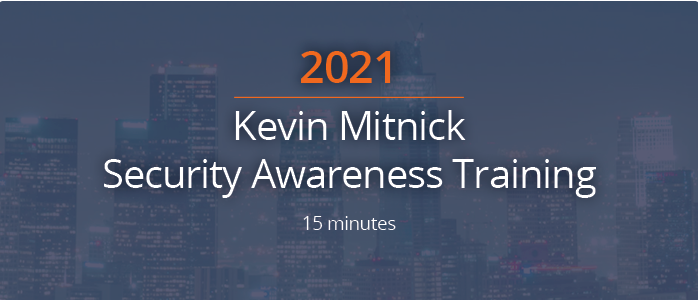 2021
Kevin Mitnick
Security Awareness Training
15 minutes